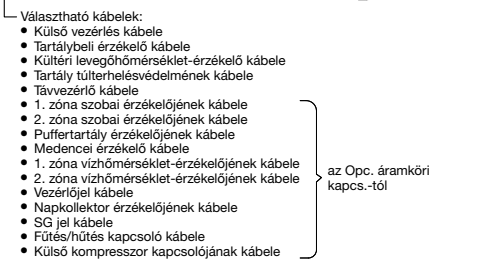 Választható kábelek:
• Külső vezérlés kábele
• Tartálybeli érzékelő kábele
• Kültéri levegőhőmérséklet-érzékelő kábele
• Tartály túlterhelésvédelmének kábele
• Távvezérlő kábele
• 1. zóna szobai érzékelőjének kábele
• 2. zóna szobai érzékelőjének kábele
• Puffertartály érzékelőjének kábele
• Medencei érzékelő kábele
• 1. zóna vízhőmérséklet-érzékelőjének kábele
• 2. zóna vízhőmérséklet-érzékelőjének kábele
• Vezérlőjel kábele
• Napkollektor érzékelőjének kábele
• SG jel kábele
• Fűtés/hűtés kapcsoló kábele
• Külső kompresszor kapcsolójának kábele
az Opc. áramköri
kapcs.-tól